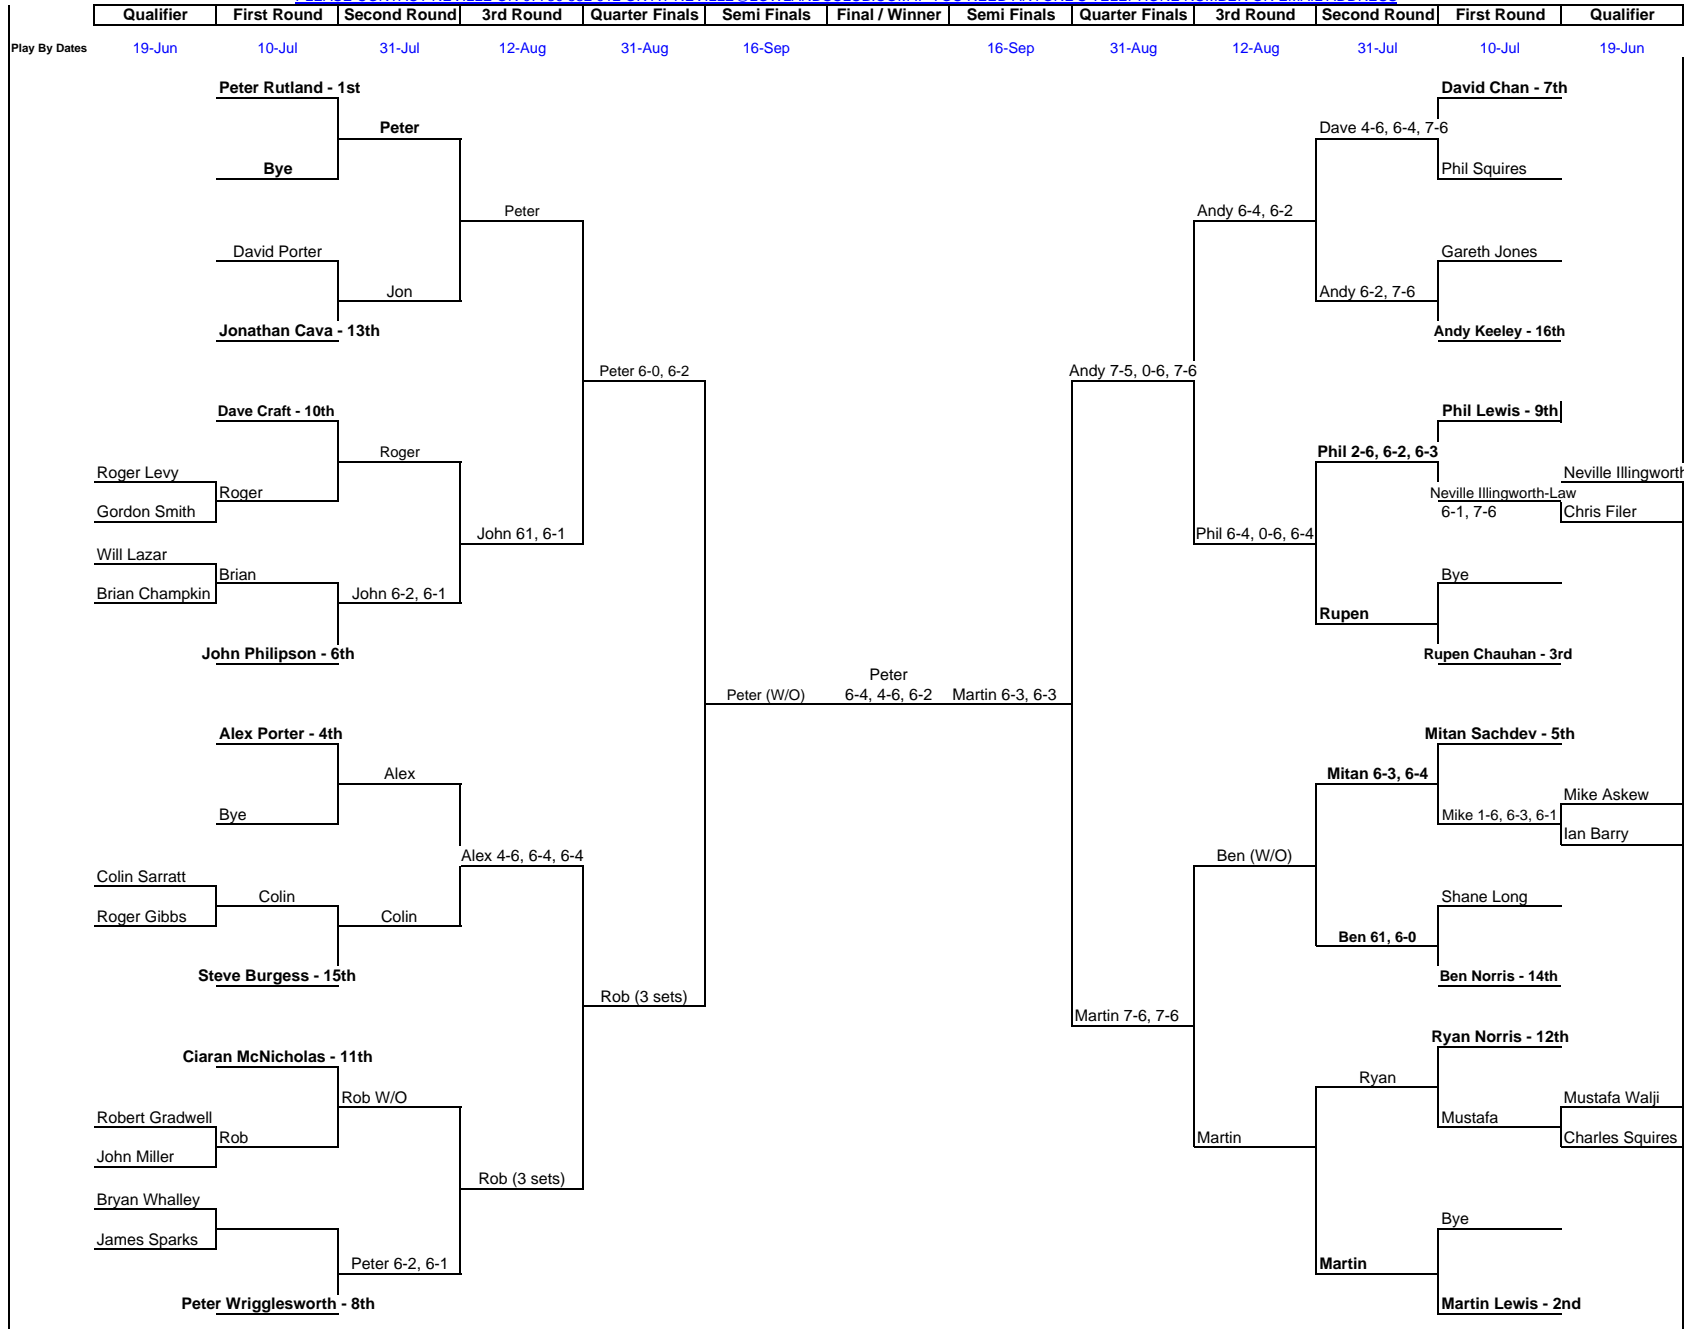 Qualifier First Round Second Round 3rd Round Quarter Finals Semi Finals Final / Winner Semi Finals Quarter Finals 3rd Round Second Round First Round Qualifier
Play By Dates 19-Jun 10-Jul 31-Jul 12-Aug 31-Aug 16-Sep 16-Sep 31-Aug 12-Aug 31-Jul 10-Jul 19-Jun
Peter Rutland - 1st David Chan - 7th
Peter Dave 4-6, 6-4, 7-6
Bye Phil Squires
Peter Andy 6-4, 6-2
David Porter Gareth Jones
Jon Andy 6-2, 7-6
Jonathan Cava - 13th Andy Keeley - 16th
Peter 6-0, 6-2 Andy 7-5, 0-6, 7-6
Dave Craft - 10th Phil Lewis - 9th
Roger Phil 2-6, 6-2, 6-3
Roger Levy Neville Illingworth
Roger Neville Illingworth-Law
Gordon Smith 6-1, 7-6 Chris Filer
John 61, 6-1 Phil 6-4, 0-6, 6-4
Will Lazar
Brian Bye
Brian Champkin John 6-2, 6-1
Rupen
John Philipson - 6th Rupen Chauhan - 3rd
Peter
Peter (W/O) 6-4, 4-6, 6-2 Martin 6-3, 6-3
Alex Porter - 4th Mitan Sachdev - 5th
Alex Mitan 6-3, 6-4
Mike Askew
Bye Mike 1-6, 6-3, 6-1
Ian Barry
Alex 4-6, 6-4, 6-4 Ben (W/O)
Colin Sarratt
Colin Shane Long
Roger Gibbs Colin
Ben 61, 6-0
Steve Burgess - 15th Ben Norris - 14th
Rob (3 sets)
Martin 7-6, 7-6
Ryan Norris - 12th
Ciaran McNicholas - 11th
Ryan
Rob W/O Mustafa Walji
Robert Gradwell Mustafa
Rob Martin Charles Squires
John Miller
Rob (3 sets)
Bryan Whalley
Bye
James Sparks
Peter 6-2, 6-1 Martin
Peter Wrigglesworth - 8th Martin Lewis - 2nd